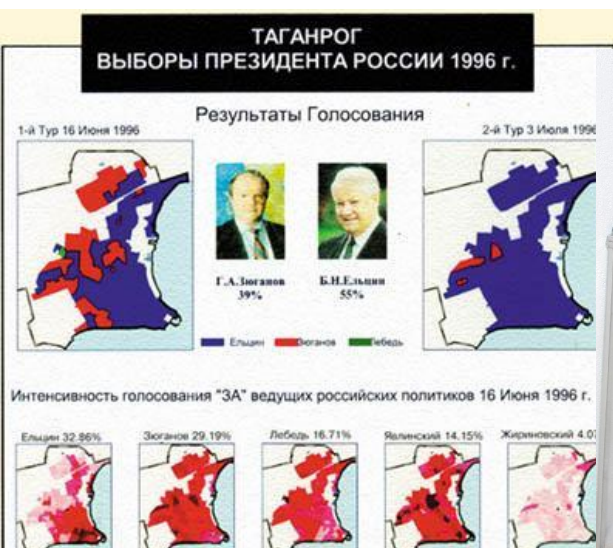 ТАГАНРОГ
ВЫБОРЫ ПРЕЗИДЕНТА РОССИИ 1996 г.
Результаты Голосования
1-й Тур 16 Июня 1996
2-й Тур 3 Июля 1996
Г.А.Зюганов
39%
Б.Н.Ельцин
55%
Ельцин
Зюганов
Лебедь
Интенсивность голосования "ЗА" ведущих российских политиков 16 Июня 1996 г.
Ельцин 32.86%
Зюганов 29.19%
Лебедь 16.71%
Явлинский 14.15%
Жириновский 4.07